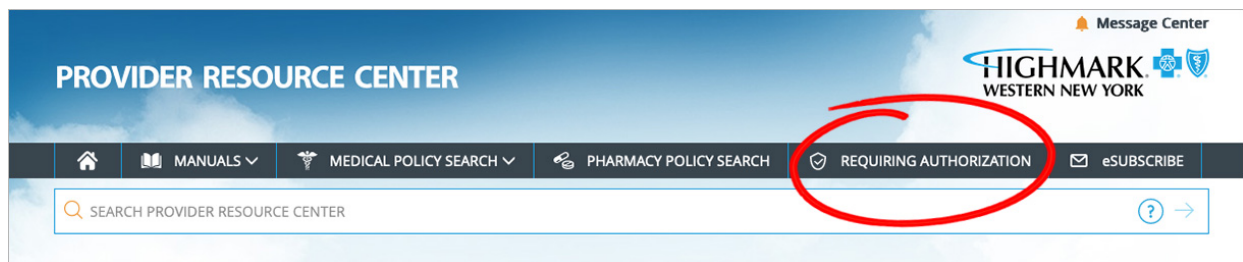 Message Center
PROVIDER RESOURCE CENTER
HIGHMARK.
WESTERN NEW YORK
MANUALS MEDICAL POLICY SEARCH PHARMACY POLICY SEARCH REQUIRING AUTHORIZATION eSUBSCRIBE
SEARCH PROVIDER RESOURCE CENTER ?